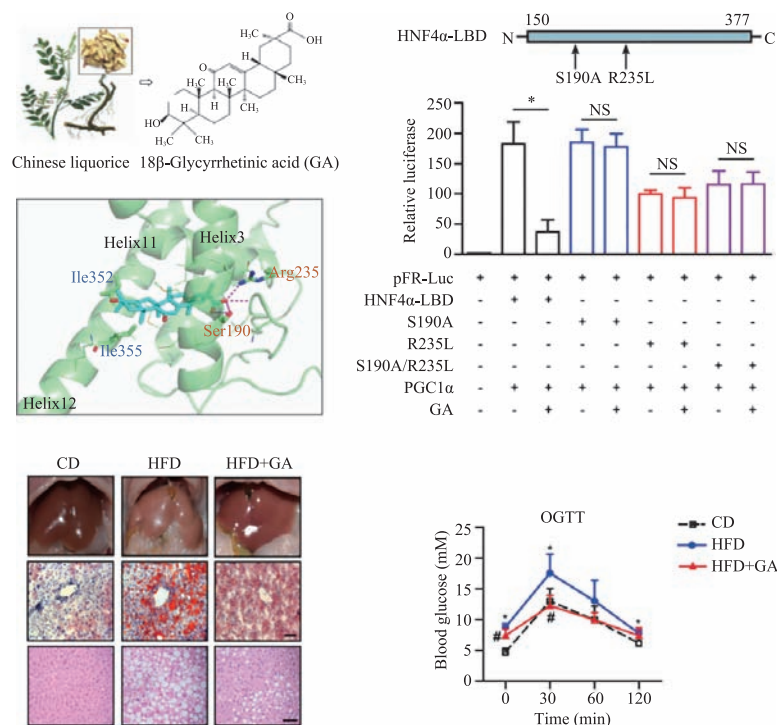 O
OH
CH₃
CH₃
O
CH₃
H
CH₃
CH₃
H
HO
H₃C
CH₃
Chinese liquorice
18β-Glycyrrhetinic acid (GA)
150
377
HNF4α-LBD
N
C
S190A
R235L
250
200
150
100
50
0
Relative luciferase
*
NS
NS
NS
pFR-Luc + + + + + + + + +
HNF4α-LBD - + + - - - - - -
S190A - - - + + - - - -
R235L - - - - - + + - -
S190A/R235L - - - - - - - + +
PGC1α + + + + + + + +
GA - - + - + - + - +
Helix11
Helix3
Ile352
Arg235
Ser190
Ile355
Helix12
CD
HFD
HFD+GA
OGTT
25
20
15
10
5
0
Blood glucose (mM)
*
*
*
#
#
0
30
60
120
Time (min)
CD
HFD
HFD+GA